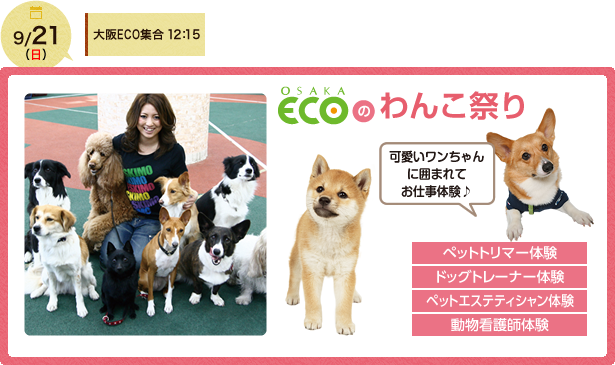 9/21
(日)
大阪ECO集合 12:15
OSAKA
ECOのわんこ祭り
可愛いワンちゃん
に囲まれて
お仕事体験♪
ペットトリマー体験
ドッグトレーナー体験
ペットエステティシャン体験
動物看護師体験
ESKIMO